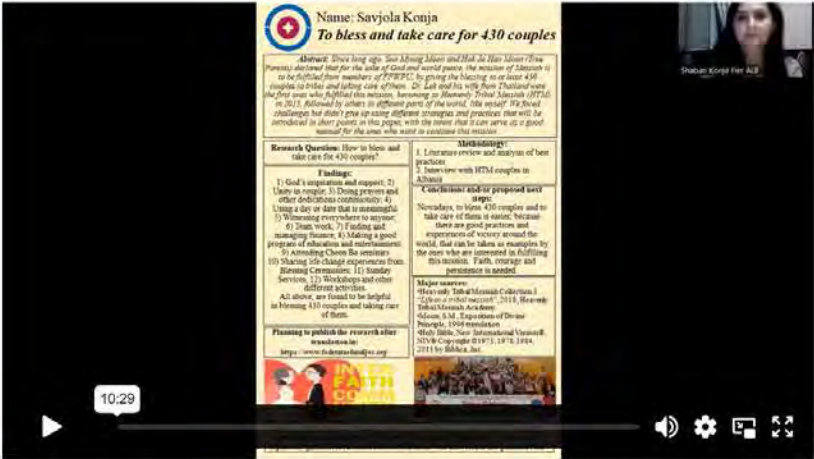 Name: Savjola Konja
To bless and take care for 430 couples
Abstract: Since long ago, Sun Myung Moon and Hak Ja Han Moon (True
Parents) declared that for the sake of God and world peace, the mission of Messiah is
to be fulfilled from members of FFWPU, by giving the blessing to at least 430
couples to tribes and taking care of them. Dr. Lek and his wife from Thailand were
the first ones who fulfilled this mission, becoming as Heavenly Tribal Messiah (HTM)
in 2015, followed by others in different parts of the world, like myself. We faced
challenges but didn't give up using different strategies and practices that will be
introduced in short points in this paper, with the intent that it can serve as a good
manual for the ones who want to continue this mission.
Research Question: How to bless and
take care for 430 couples?
Findings:
1) God's inspiration and support; 2)
Unity in couple; 3) Doing prayers and
other dedications continuously; 4)
Using a day or date that is meaningful
5) Witnessing everywhere to anyone;
6) Team work; 7) Finding and
managing finance; 8) Making a good
program of education and entertainment
9) Attending Cheon Bo seminars
10) Sharing life change experiences from
Blessing Ceremonies; 11) Sunday
Services; 12) Workshops and other
different activities.
All above, are found to be helpful
in blessing 430 couples and taking care
of them.
Planning to publish the research after
translation in:
Methodology:
1. Literature review and analysis of best
practices
2. Interview with HTM couples in
Albania
Conclusions and/or proposed next
steps:
Nowadays, to bless 430 couples and to
take care of them is easier, because
there are good practices and
experiences of victory around the
world, that can be taken as examples by
the ones who are interested in fulfilling
this mission. Faith, courage and
persistence is needed.
Major sources:
•Heavenly Tribal Messiah Collection 3
"Life as a tribal messiah", 2018, Heavenly
Tribal Messiah Academy
•Moon, S.M., Exposition of Divine
Principle, 1996 translation
•Holy Bible, New International Version®,
NIV® Copyright ©1973, 1978, 1984,
2011 by Biblica, Inc.
FAITH
Shaban Konja Fier ALB
10:29